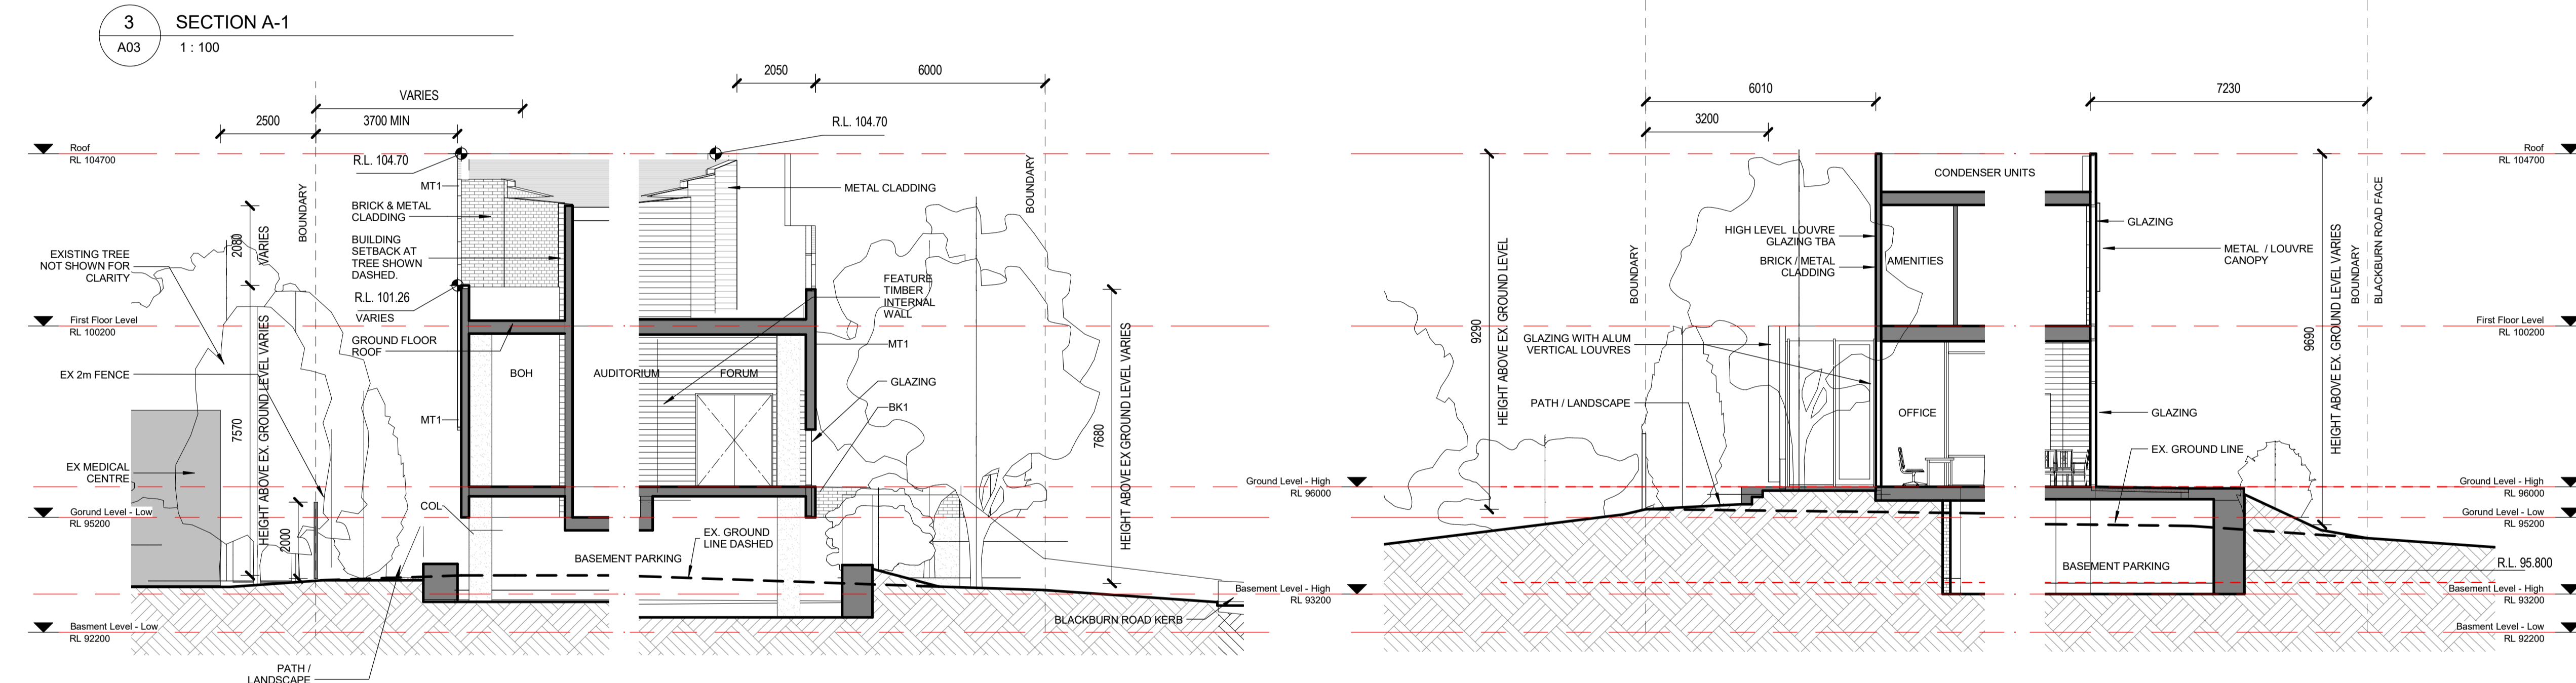 3
A03
SECTION A-1
1 : 100
2050
6000
VARIES
2500
3700 MIN
R.L. 104.70
Roof
RL 104700
R.L. 104.70
MT1
METAL CLADDING
BOUNDARY
BOUNDARY
BRICK & METAL
CLADDING
2080
VARIES
BUILDING
SETBACK AT
TREE SHOWN
DASHED.
EXISTING TREE
NOT SHOWN FOR
CLARITY
FEATURE
TIMBER
INTERNAL
WALL
R.L. 101.26
VARIES
First Floor Level
RL 100200
GROUND FLOOR
ROOF
MT1
EX 2m FENCE
BOH
AUDITORIUM
FORUM
GLAZING
BK1
MT1
7570
HEIGHT ABOVE EX. GROUND LEVEL VARIES
7680
HEIGHT ABOVE EX GROUND LEVEL VARIES
EX MEDICAL
CENTRE
COL
Gorund Level - Low
RL 95200
2000
EX. GROUND
LINE DASHED
BASEMENT PARKING
BLACKBURN ROAD KERB
Basment Level - Low
RL 92200
PATH /
LANDSCAPE
Ground Level - High
RL 96000
Basement Level - High
RL 93200
6010
7230
3200
Roof
RL 104700
CONDENSER UNITS
GLAZING
HIGH LEVEL LOUVRE
GLAZING TBA
METAL / LOUVRE
CANOPY
BRICK / METAL
CLADDING
AMENITIES
BOUNDARY
BOUNDARY
BLACKBURN ROAD FACE
9290
HEIGHT ABOVE EX. GROUND LEVEL
9690
HEIGHT ABOVE EX. GROUND LEVEL VARIES
First Floor Level
RL 100200
GLAZING WITH ALUM
VERTICAL LOUVRES
PATH / LANDSCAPE
OFFICE
GLAZING
EX. GROUND LINE
Ground Level - High
RL 96000
Gorund Level - Low
RL 95200
BASEMENT PARKING
R.L. 95.800
Basement Level - High
RL 93200
Basment Level - Low
RL 92200